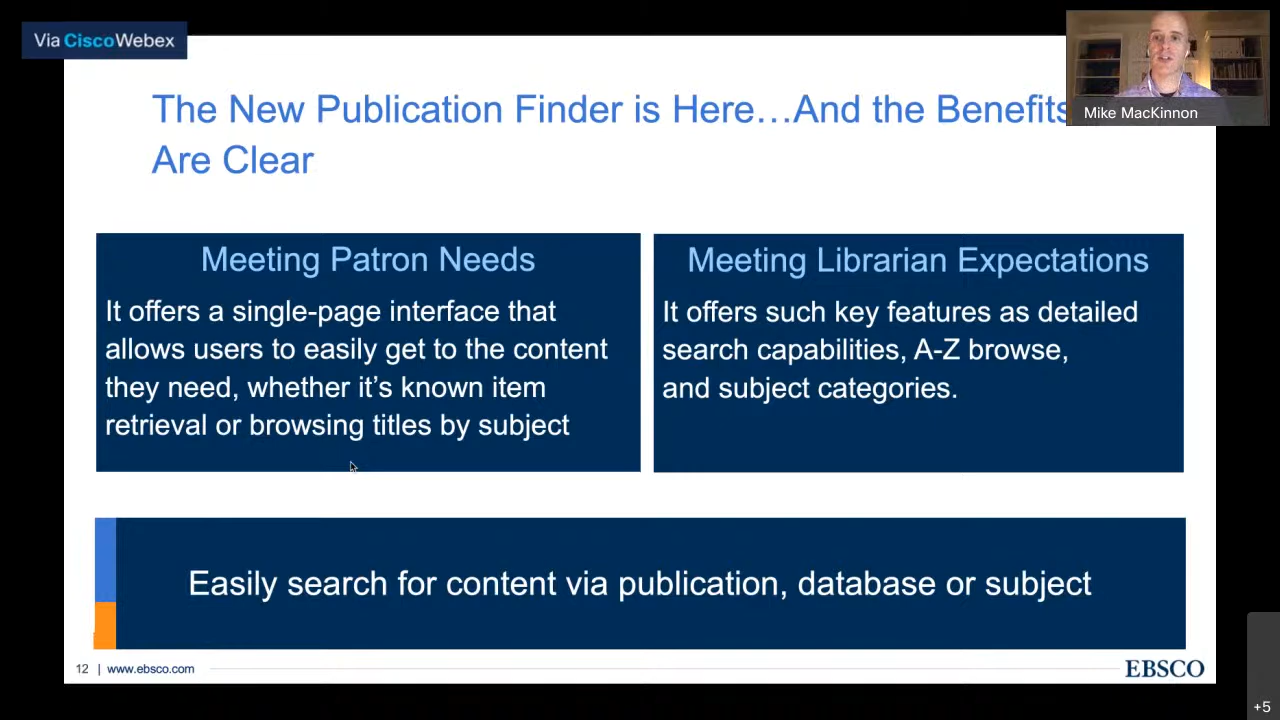 Via CiscoWebex
Mike MacKinnon
The New Publication Finder is Here…And the Benefits
Are Clear
Meeting Patron Needs
It offers a single-page interface that
allows users to easily get to the content
they need, whether it’s known item
retrieval or browsing titles by subject
Meeting Librarian Expectations
It offers such key features as detailed
search capabilities, A-Z browse,
and subject categories.
Easily search for content via publication, database or subject
12 | www.ebsco.com
EBSCO
+5